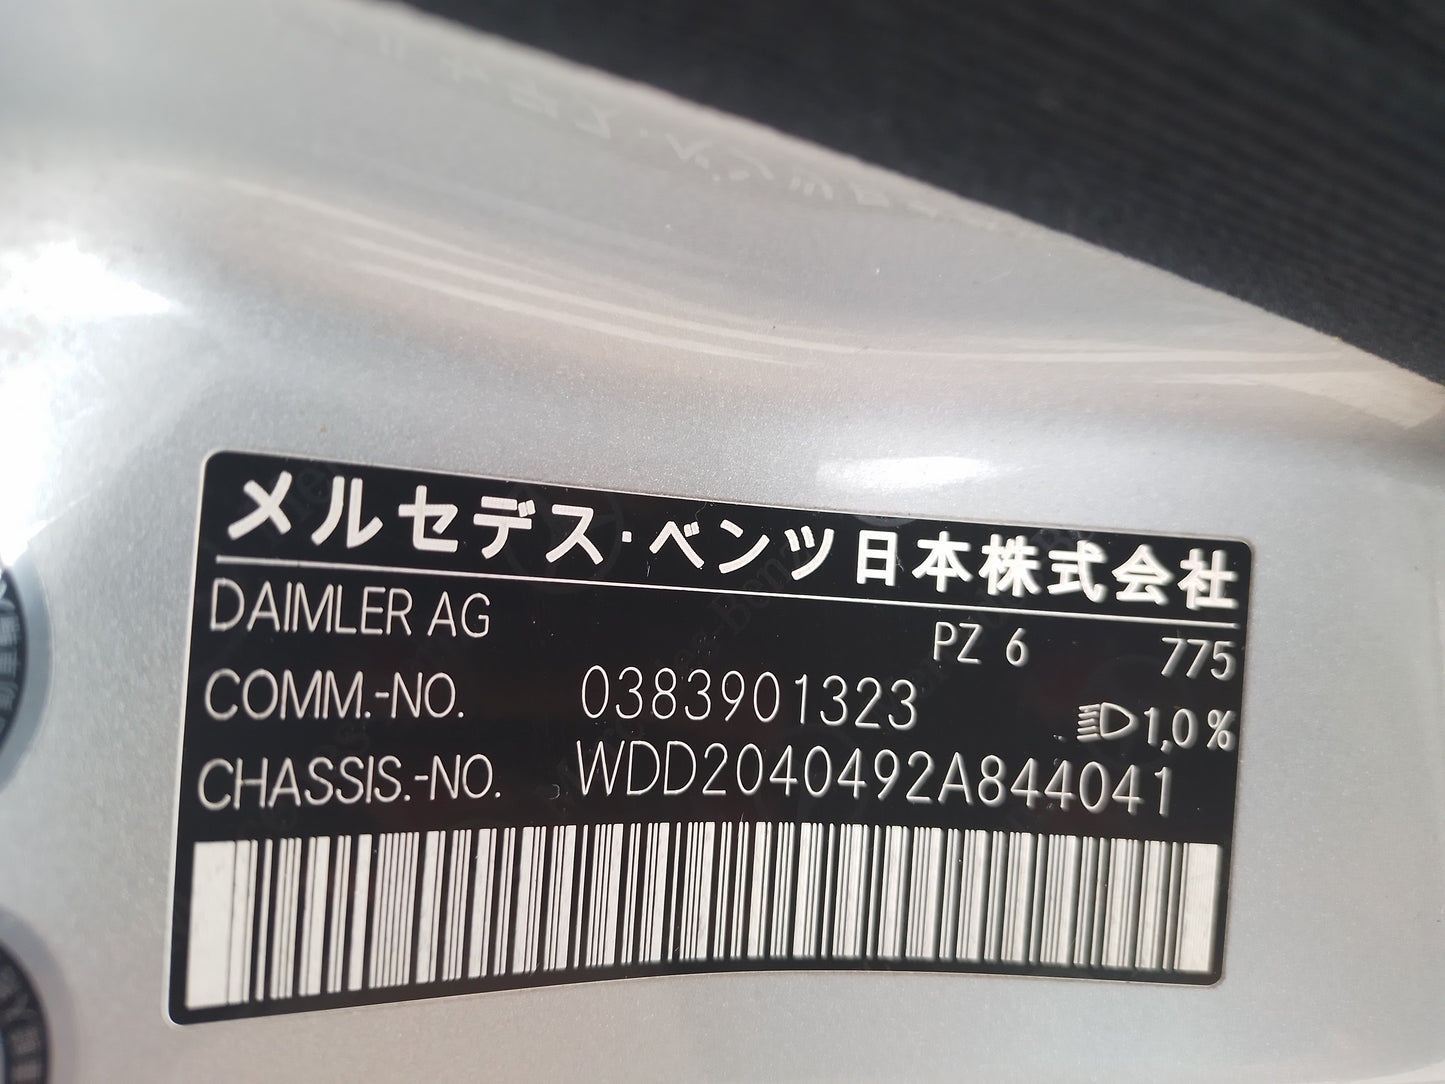 メルセデス・ベンツ日本株式会社
DAIMLER AG
PZ 6 775
COMM.-NO. 0383901323
1,0 %
CHASSIS.-NO. WDD2040492A844041